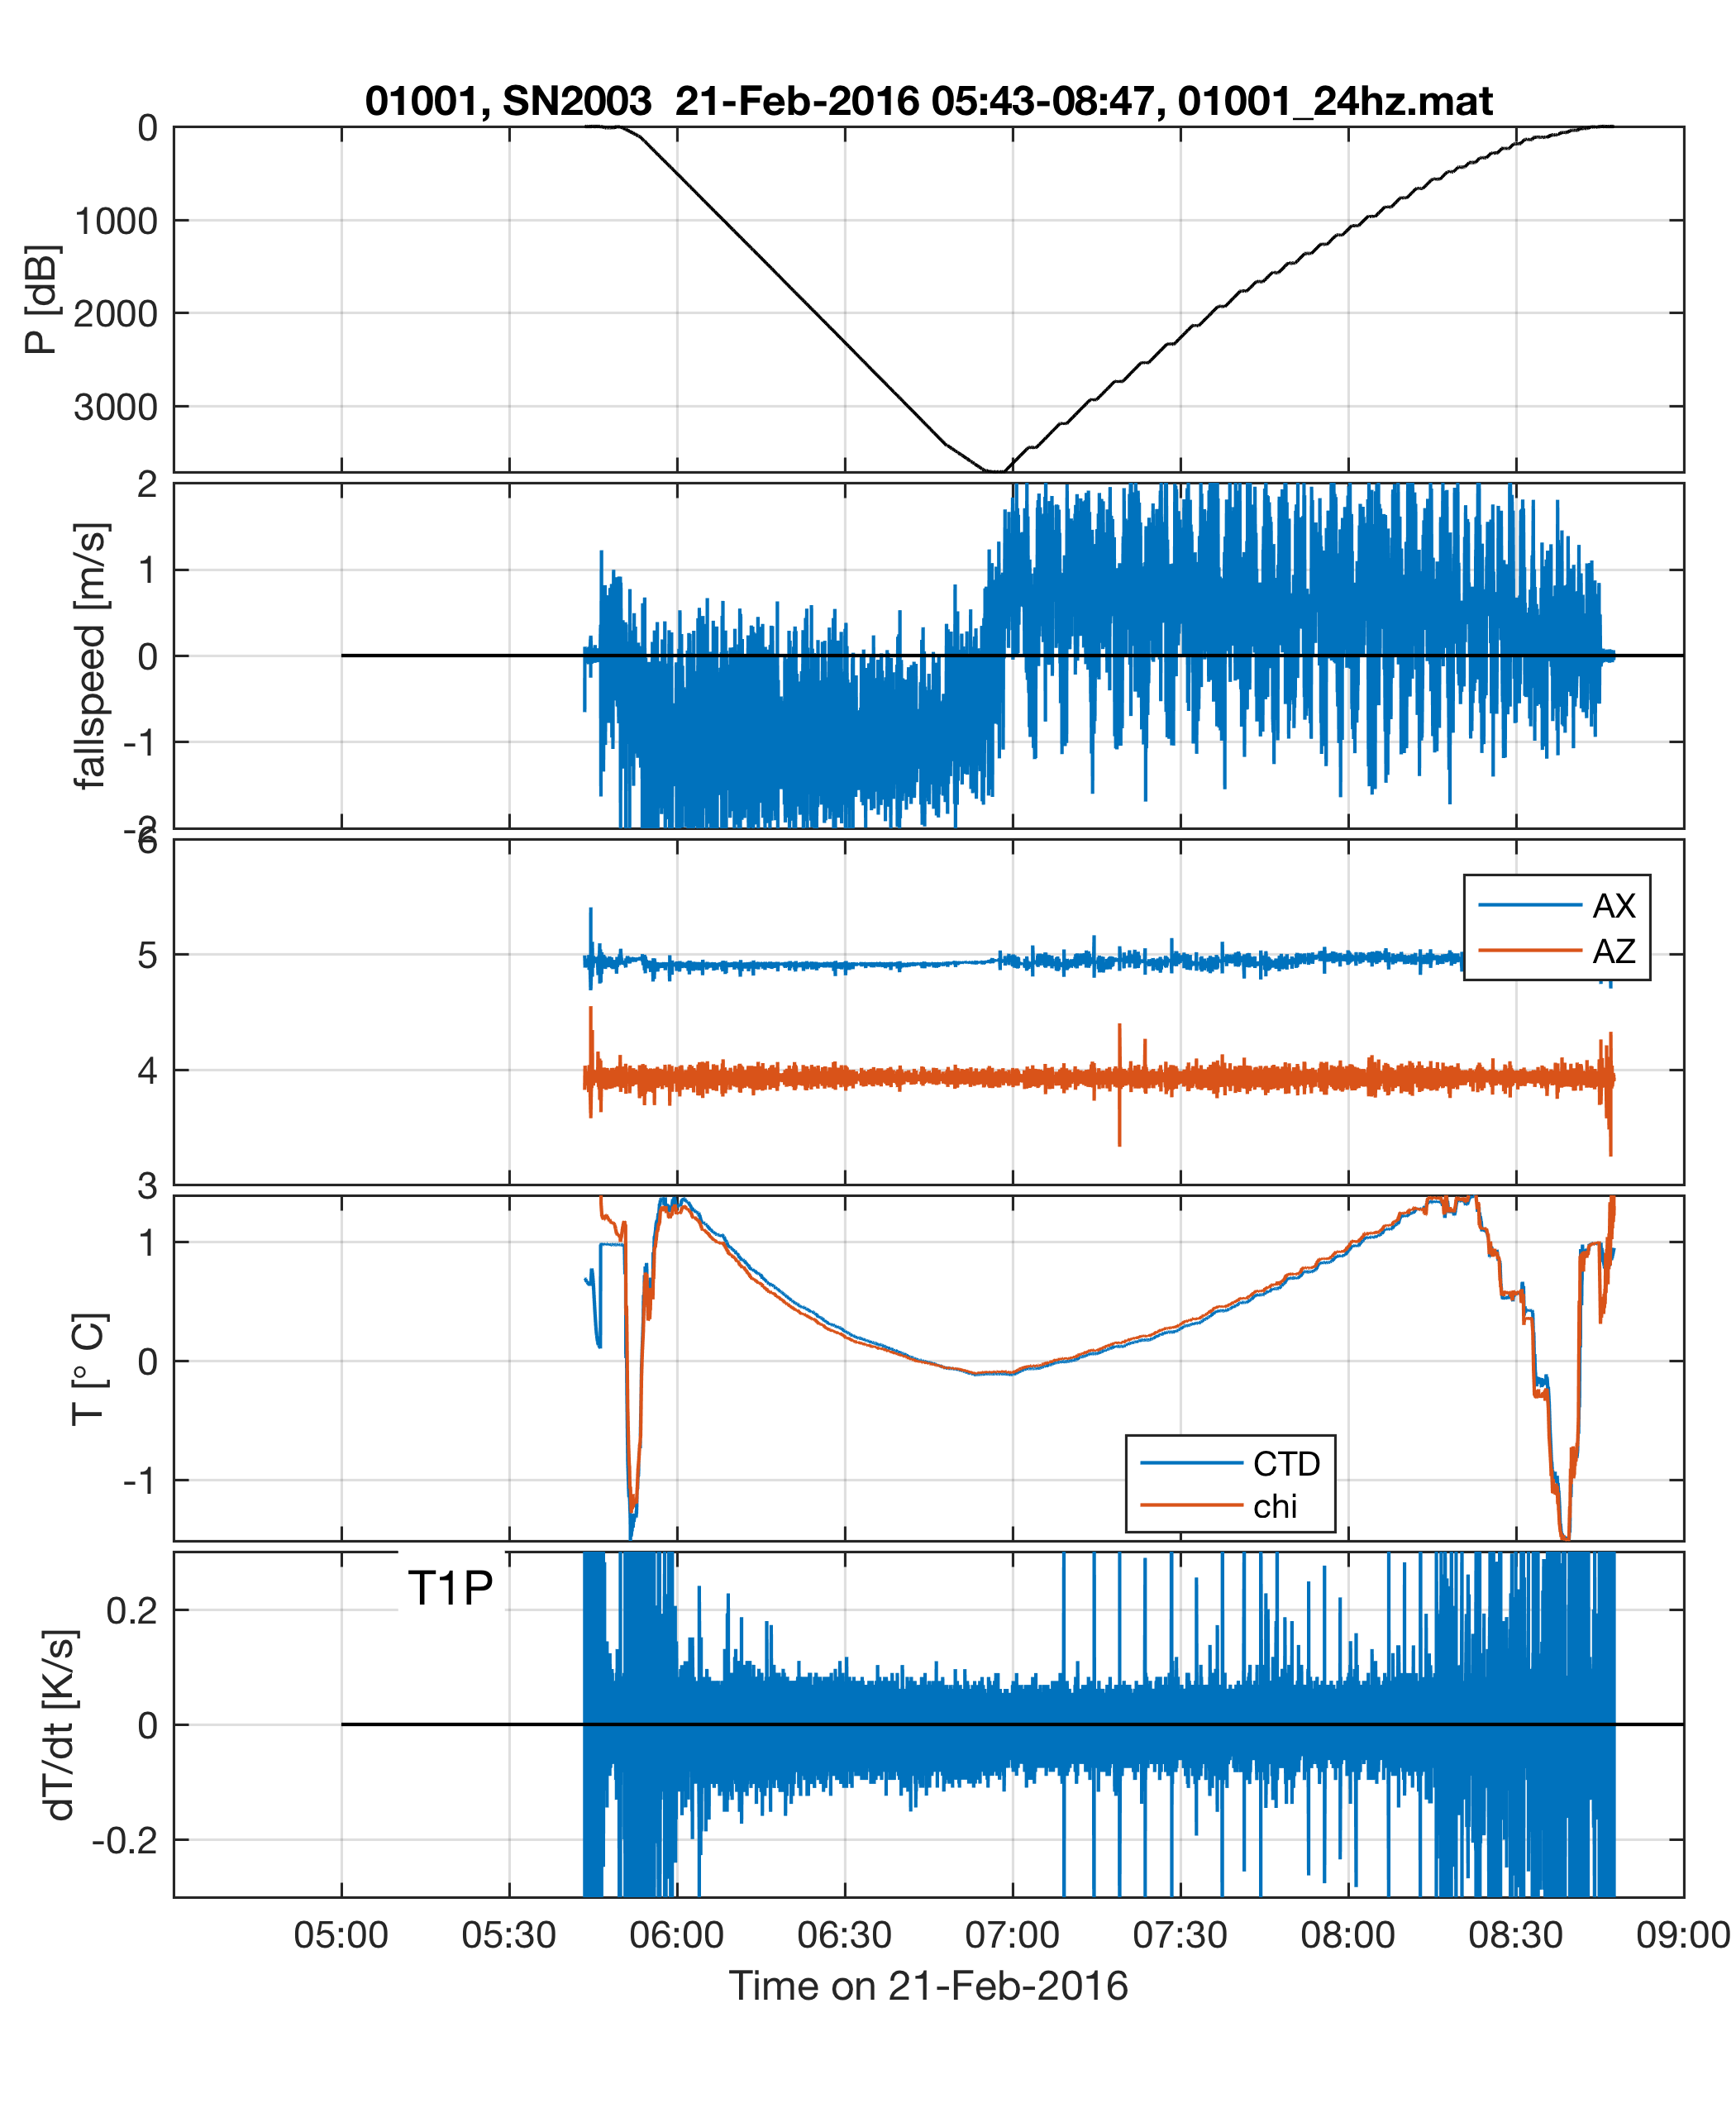 01001, SN2003  21-Feb-2016 05:43-08:47, 01001_24hz.mat
0
1000
2000
3000
P [dB]
2
1
0
-1
-2
fallspeed [m/s]
6
5
4
3
AX
AZ
1
0
-1
T [° C]
CTD
chi
T1P
0.2
0
-0.2
dT/dt [K/s]
05:00 05:30 06:00 06:30 07:00 07:30 08:00 08:30 09:00
Time on 21-Feb-2016